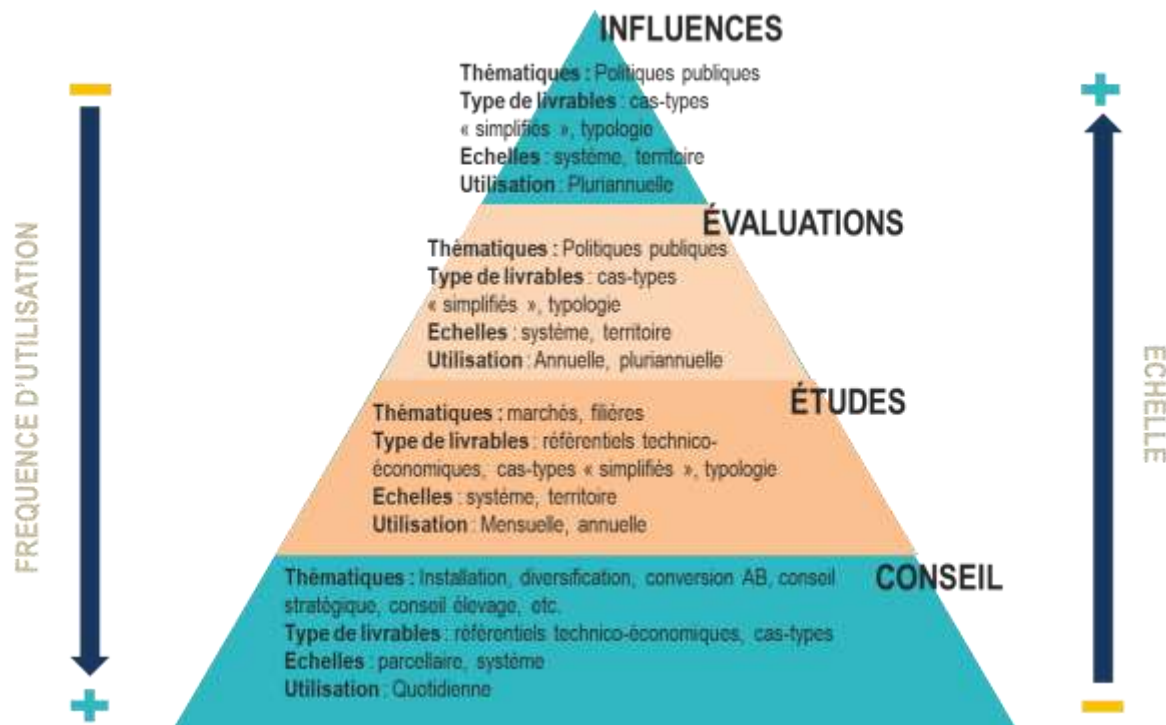 INFLUENCES
Thématiques : Politiques publiques
Type de livrables : cas-types
« simplifiés », typologie
Echelles : système, territoire
Utilisation : Pluriannuelle
ÉVALUATIONS
Thématiques : Politiques publiques
Type de livrables : cas-types
« simplifiés », typologie
Echelles : système, territoire
Utilisation : Annuelle, pluriannuelle
ÉTUDES
Thématiques : marchés, filières
Type de livrables : référentiels technico-
économiques, cas-types « simplifiés », typologie
Echelles : système, territoire
Utilisation : Mensuelle, annuelle
CONSEIL
Thématiques : Installation, diversification, conversion AB, conseil
stratégique, conseil élevage, etc.
Type de livrables : référentiels technico-économiques, cas-types
Echelles : parcellaire, système
Utilisation : Quotidienne
FREQUENCE D'UTILISATION
ECHELLE